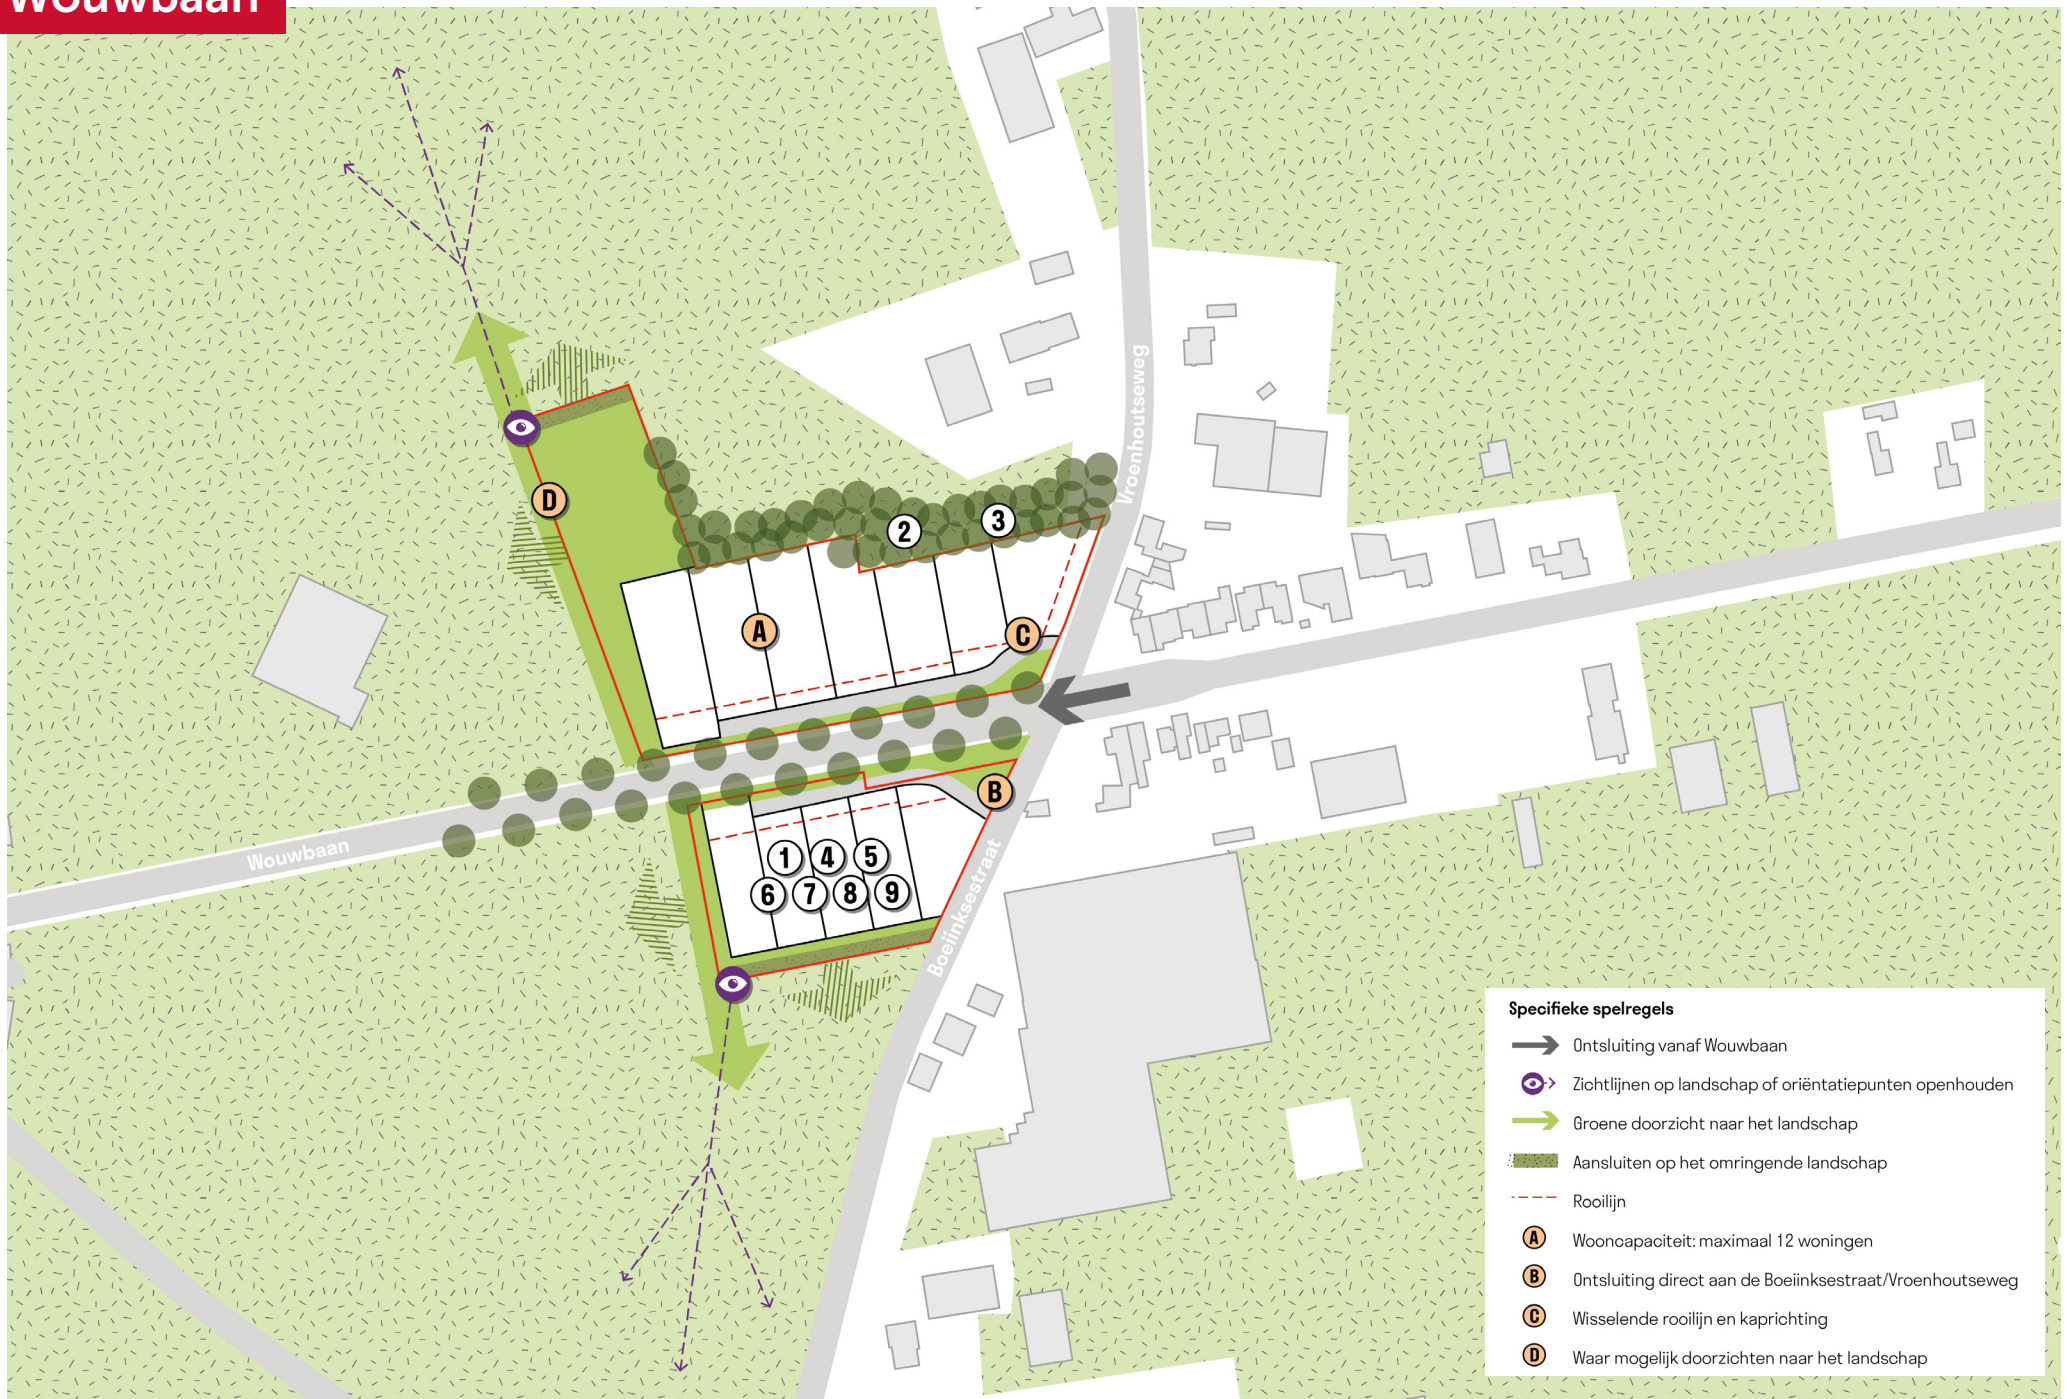 Wouwbaan
Vroenhoutseweg
D
2
3
A
C
B
Wouwbaan
1
4
5
6
7
8
9
Boeiinksestraat
Specifieke spelregels
Ontsluiting vanaf Wouwbaan
Zichtlijnen op landschap of oriëntatiepunten openhouden
Groene doorzicht naar het landschap
Aansluiten op het omringende landschap
Rooilijn
A Wooncapaciteit: maximaal 12 woningen
B Ontsluiting direct aan de Boeiinksestraat/Vroenhoutseweg
C Wisselende rooilijn en kaprichting
D Waar mogelijk doorzichten naar het landschap